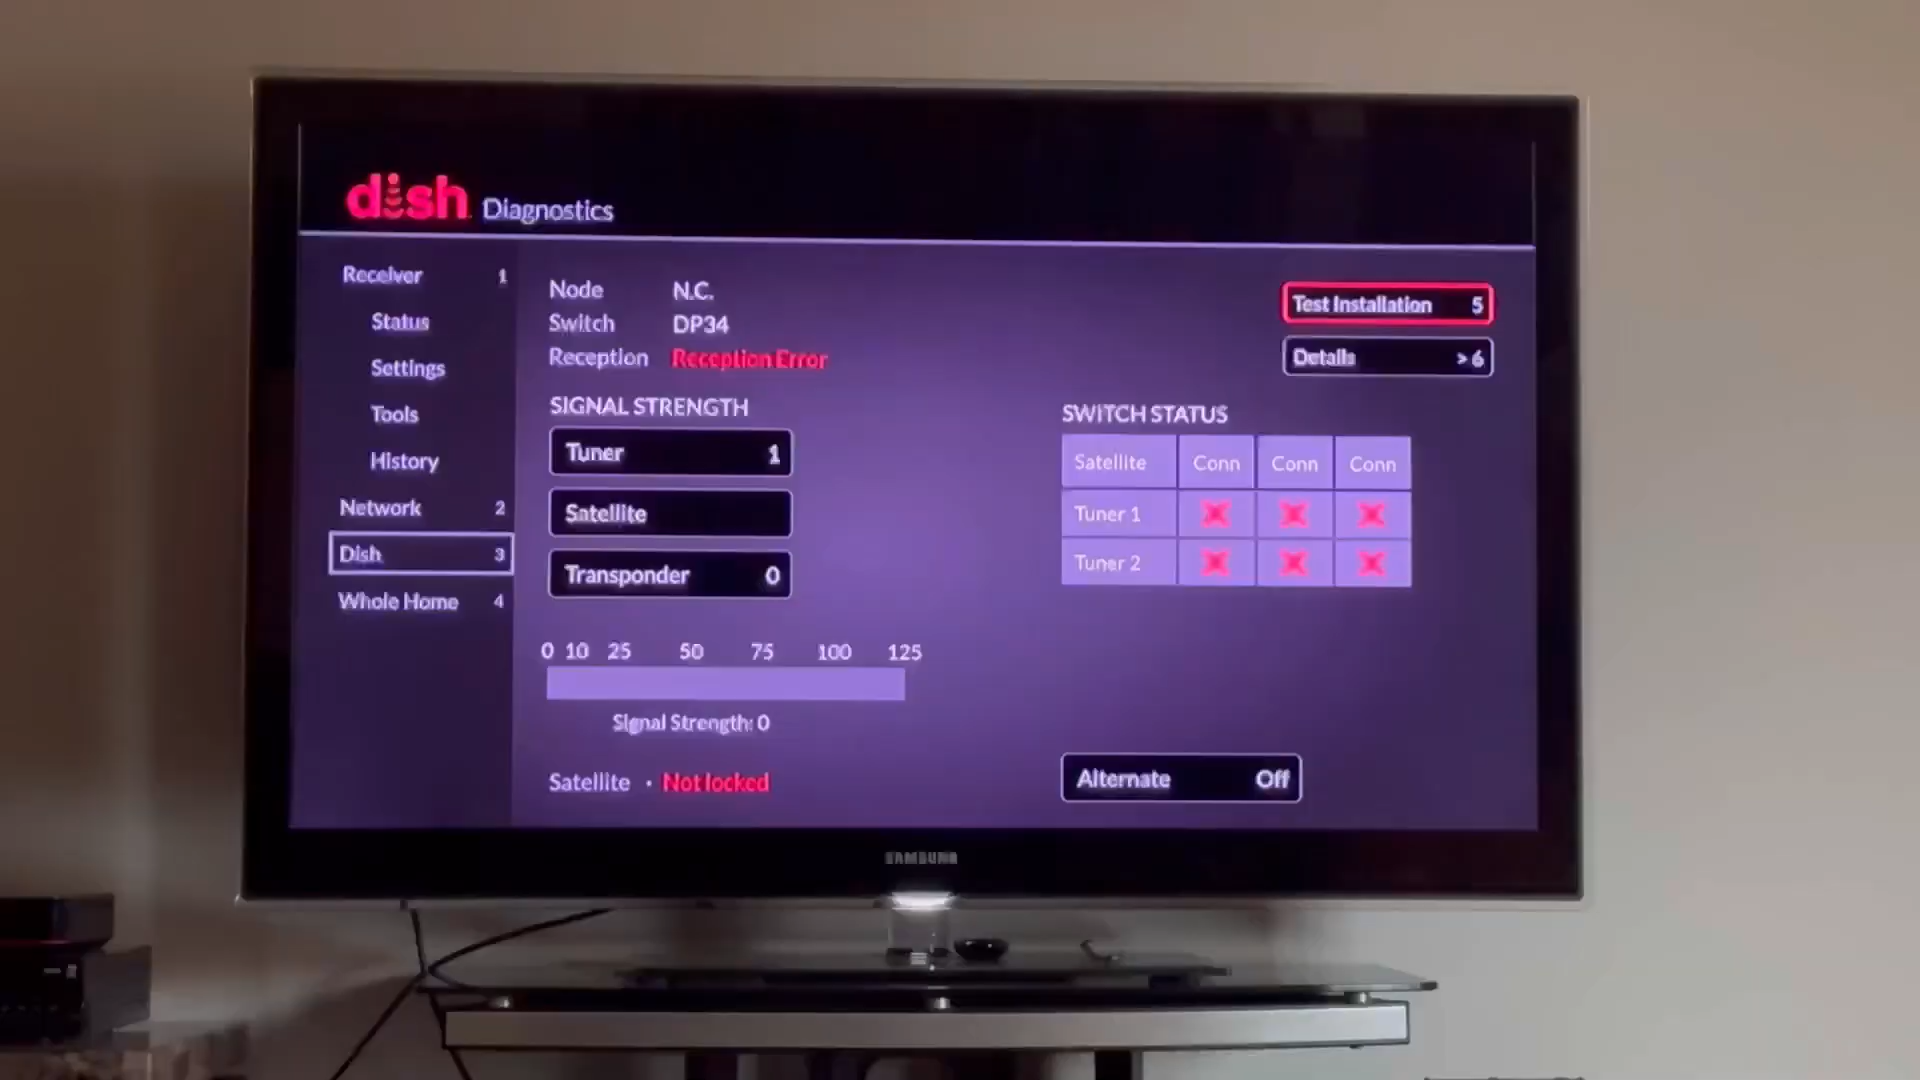 dish Diagnostics
Receiver 1
Status
Settings
Tools
History
Network 2
Dish 3
Whole Home 4
Node N.C.
Switch DP34
Reception Reception Error
SIGNAL STRENGTH
Tuner 1
Satellite
Transponder 0
0 10 25 50 75 100 125
Signal Strength: 0
Satellite · Not locked
Test Installation 5
Details > 6
SWITCH STATUS
Satellite Conn Conn Conn
Tuner 1
Tuner 2
Alternate Off
SAMSUNG